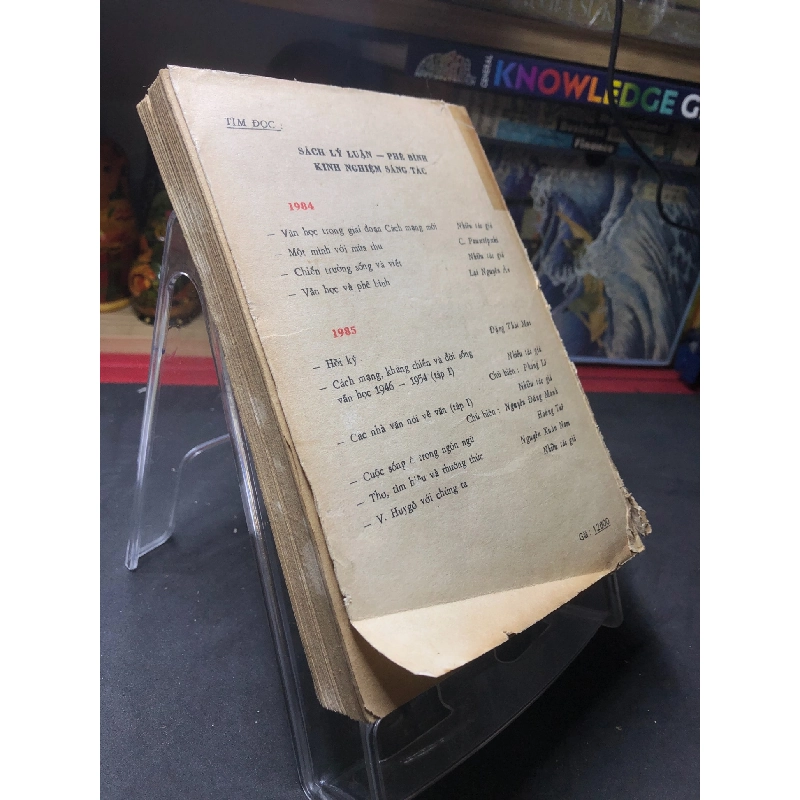 GENERAL
KNOWLEDGE G
Finance
TÌM ĐỌC :
SÁCH LÝ LUẬN — PHÊ BÌNH
KINH NGHIỆM SÁNG TÁC
1984
— Văn học trong giai đoạn Cách mạng mới Nhiều tác giả
— Một mình với mùa thu C. Pauxtôpxki
— Chiến trường sống và viết Nhiều tác giả
— Văn học và phê bình Lại Nguyên Ân
1985
— Hồi ký Đặng Thai Mai
— Cách mạng, kháng chiến và đời sống Nhiều tác giả
văn học 1946 — 1954 (tập I) Chủ biên : Phong Lê
— Các nhà văn nói về văn (tập I) Nhiều tác giả
Chủ biên : Nguyễn Đăng Mạnh
— Cuộc sống trong ngôn ngữ Hoàng Tuệ
— Thơ, tìm hiểu và thưởng thức Nguyễn Xuân Nam
— V. Huygô với chúng ta Nhiều tác giả
Giá : 12đ00